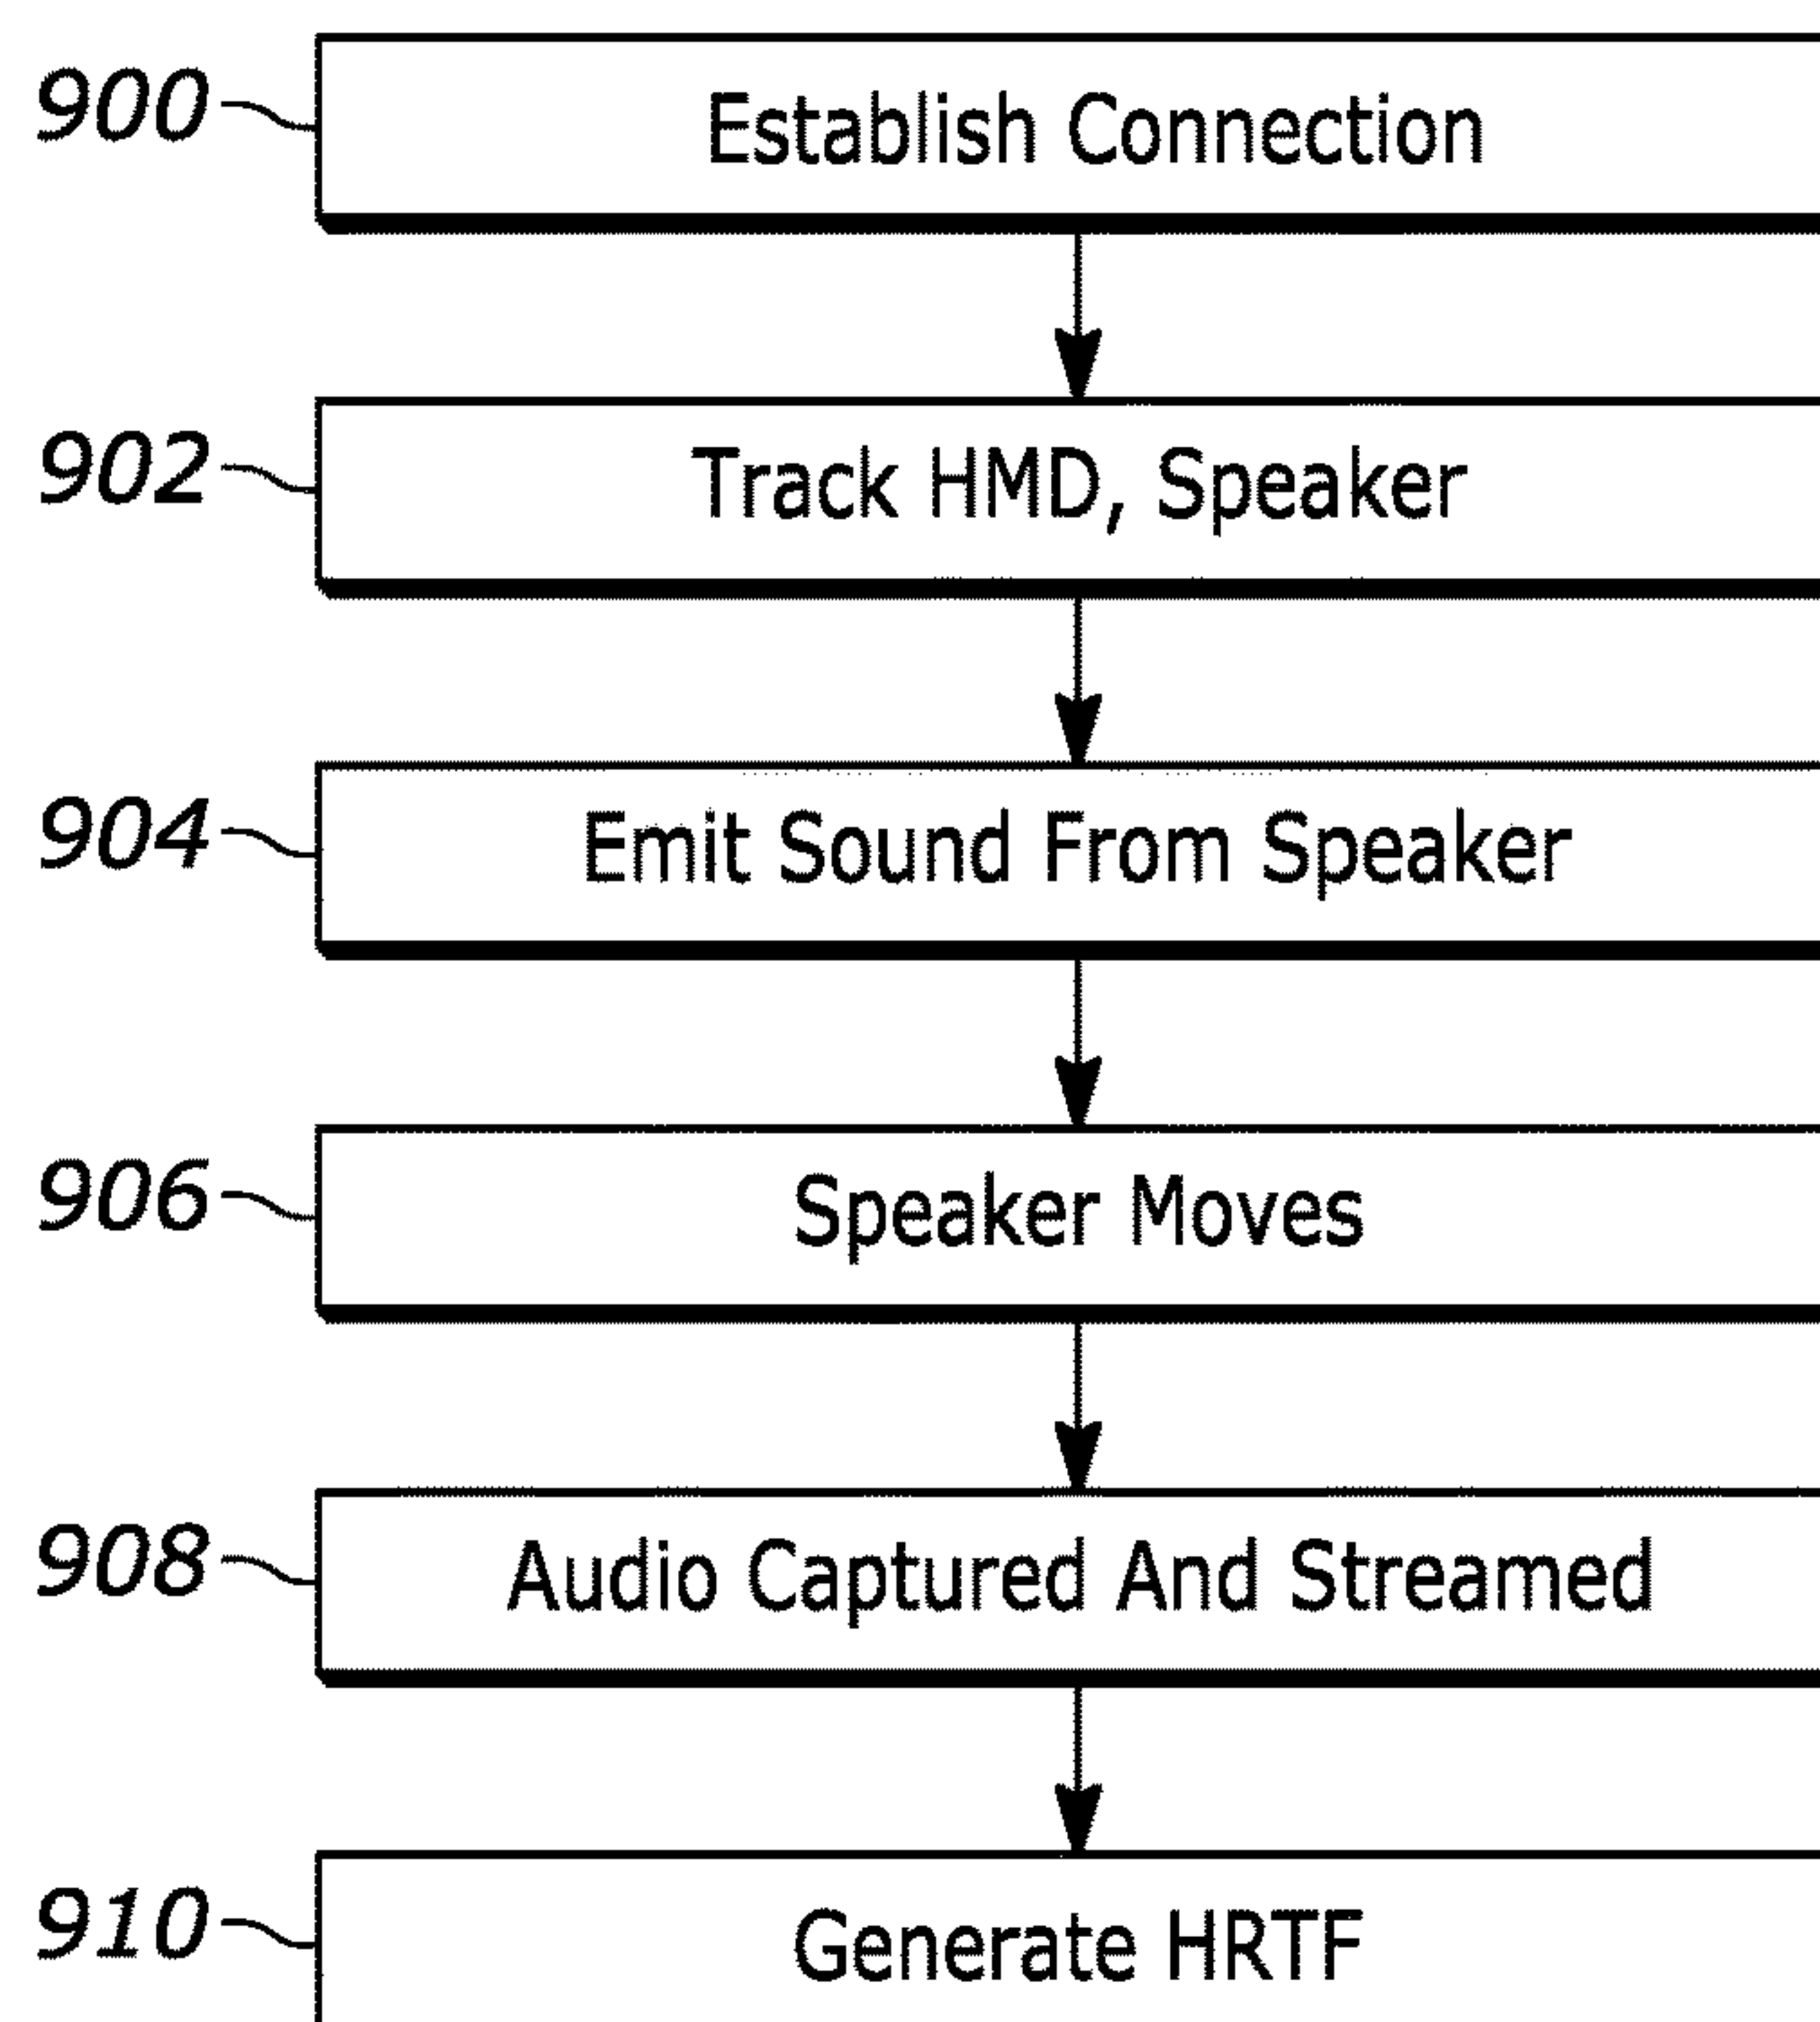 900 Establish Connection
902 Track HMD, Speaker
904 Emit Sound From Speaker
906 Speaker Moves
908 Audio Captured And Streamed
910 Generate HRTF